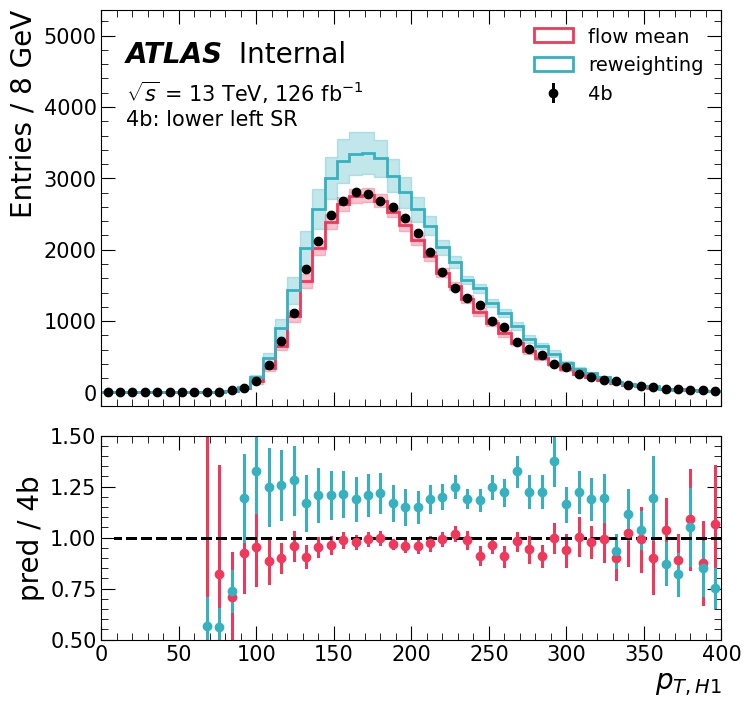 Entries / 8 GeV
5000
4000
3000
2000
1000
0
ATLAS Internal
√s = 13 TeV, 126 fb⁻¹
4b: lower left SR
flow mean
reweighting
4b
pred / 4b
1.50
1.25
1.00
0.75
0.50
0 50 100 150 200 250 300 350 400
p_{T,H1}